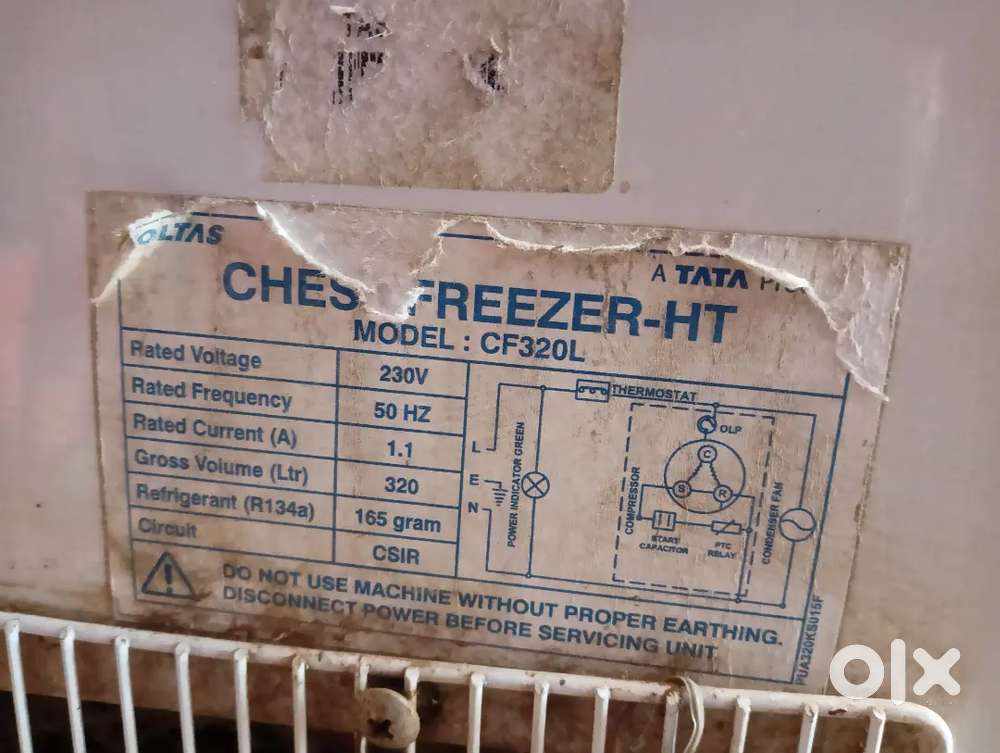 TAR
OLTAS
A TATA Pro
CHES FREEZER-HT
MODEL : CF320L
Rated Voltage 230V
Rated Frequency 50 HZ
Rated Current (A) 1.1
Gross Volume (Ltr) 320
Refrigerant (R134a) 165 gram
Circuit CSIR
L
E
N
POWER INDICATOR GREEN
THERMOSTAT
OLP
C
S
R
COMPRESSOR
START
CAPACITOR
PTC
RELAY
CONDENSER FAN
DO NOT USE MACHINE WITHOUT PROPER EARTHING.
DISCONNECT POWER BEFORE SERVICING UNIT
PUA320KS015F
olx